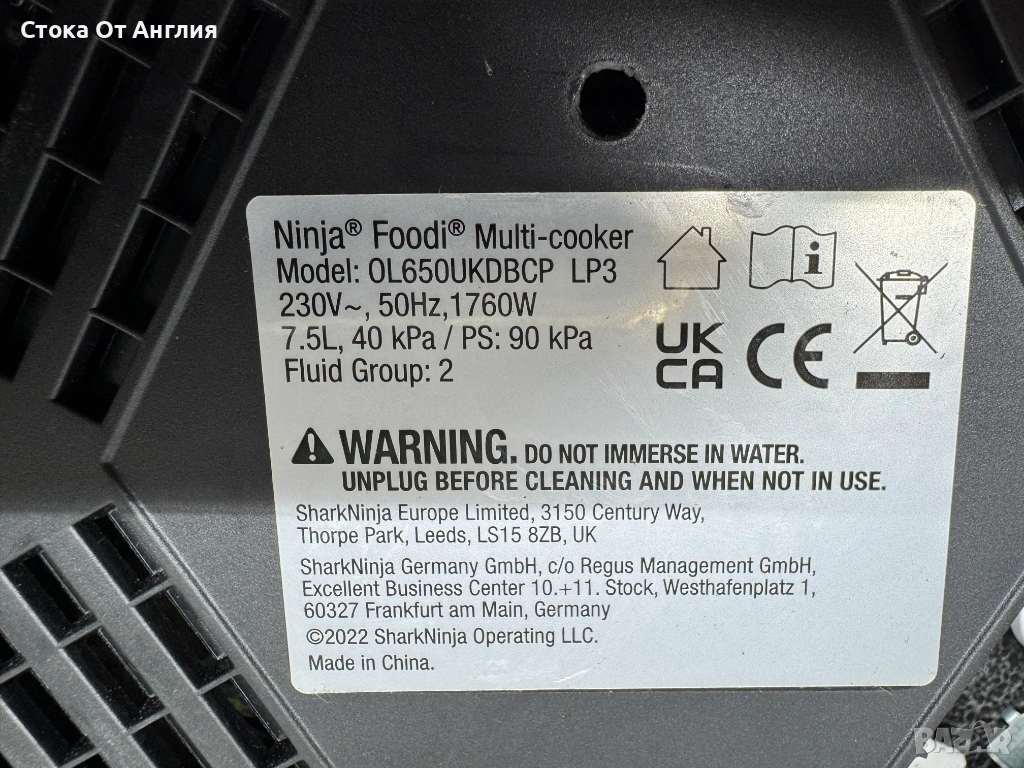 Стока От Англия
Ninja® Foodi® Multi-cooker
Model: OL650UKDBCP LP3
230V~, 50Hz,1760W
7.5L, 40 kPa / PS: 90 kPa
Fluid Group: 2
i
UK
CA
CE
WARNING. DO NOT IMMERSE IN WATER.
UNPLUG BEFORE CLEANING AND WHEN NOT IN USE.
SharkNinja Europe Limited, 3150 Century Way,
Thorpe Park, Leeds, LS15 8ZB, UK
SharkNinja Germany GmbH, c/o Regus Management GmbH,
Excellent Business Center 10.+11. Stock, Westhafenplatz 1,
60327 Frankfurt am Main, Germany
©2022 SharkNinja Operating LLC.
Made in China.
BAZAR